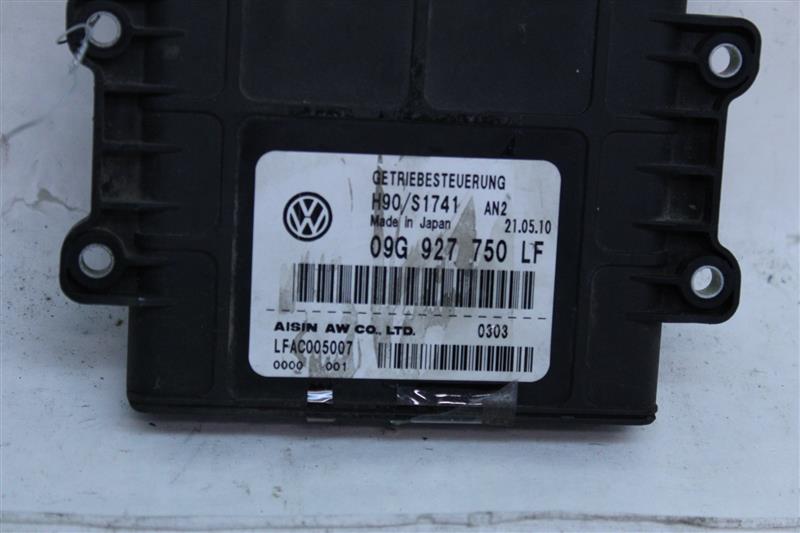 GETRIEBESTEUERUNG
H90/S1741 AN2
Made in Japan 21.05.10
09G 927 750 LF
AISIN AW CO., LTD. 0303
LFAC005007
0000 001